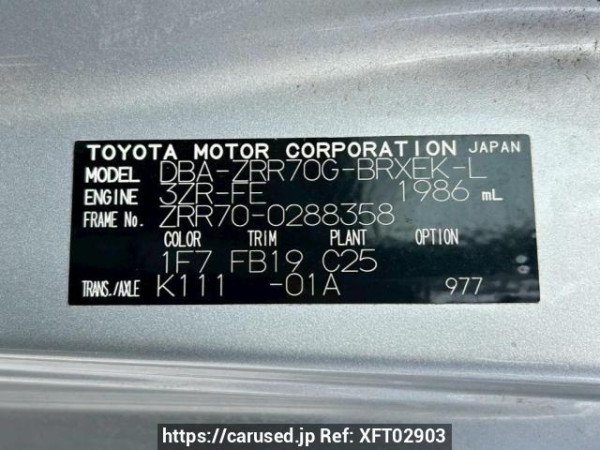 TOYOTA MOTOR CORPORATION JAPAN
MODEL DBA-ZRR70G-BRXEK-L
ENGINE 3ZR-FE 1986 mL
FRAME No. ZRR70-0288358
COLOR TRIM PLANT OPTION
1F7 FB19 C25
TRANS./AXLE K111 -01A 977
https://carused.jp Ref: XFT02903